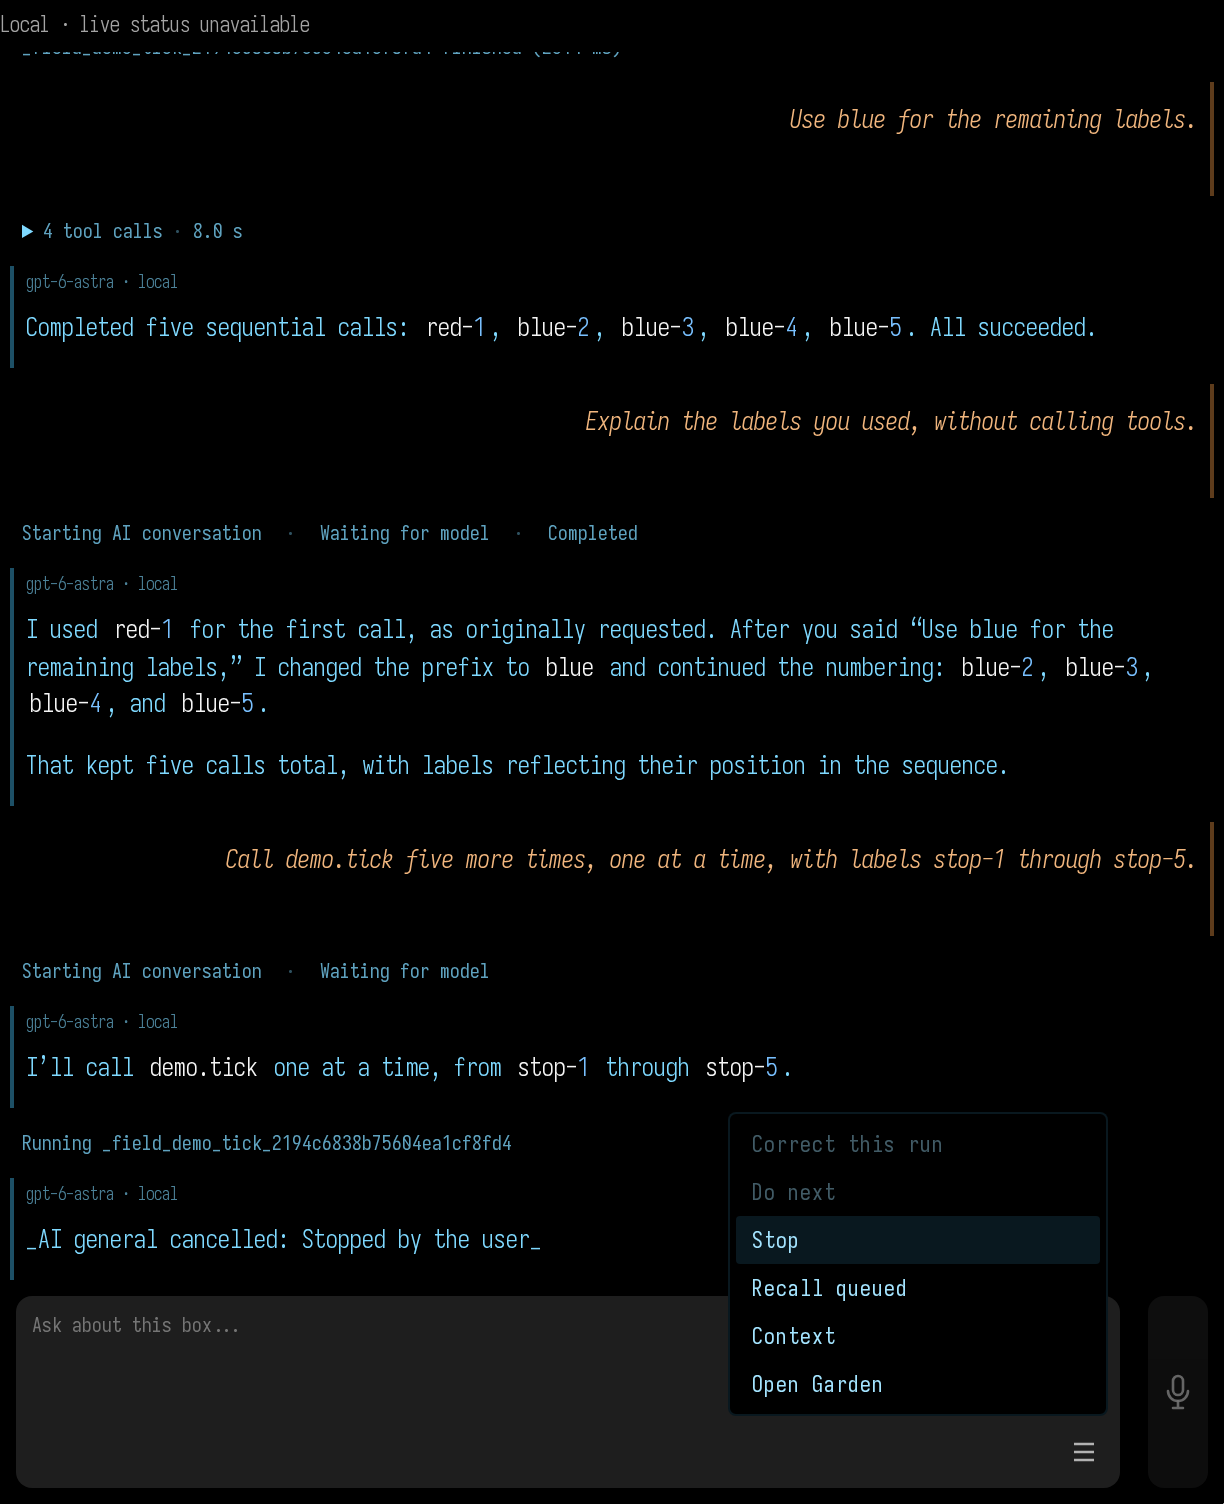 Local · live status unavailable
Use blue for the remaining labels.
▶ 4 tool calls · 8.0 s
gpt-6-astra · local
Completed five sequential calls: red-1, blue-2, blue-3, blue-4, blue-5. All succeeded.
Explain the labels you used, without calling tools.
Starting AI conversation · Waiting for model · Completed
gpt-6-astra · local
I used red-1 for the first call, as originally requested. After you said “Use blue for the
remaining labels,” I changed the prefix to blue and continued the numbering: blue-2, blue-3,
blue-4, and blue-5.
That kept five calls total, with labels reflecting their position in the sequence.
Call demo.tick five more times, one at a time, with labels stop-1 through stop-5.
Starting AI conversation · Waiting for model
gpt-6-astra · local
I’ll call demo.tick one at a time, from stop-1 through stop-5.
Running _field_demo_tick_2194c6838b75604ea1cf8fd4
gpt-6-astra · local
_AI general cancelled: Stopped by the user_
Correct this run
Do next
Stop
Recall queued
Context
Open Garden
Ask about this box...